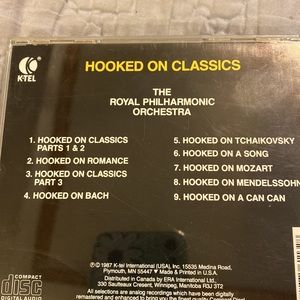 K-TEL
HOOKED ON CLASSICS
THE
ROYAL PHILHARMONIC
ORCHESTRA
1. HOOKED ON CLASSICS
PARTS 1 & 2
2. HOOKED ON ROMANCE
3. HOOKED ON CLASSICS
PART 3
4. HOOKED ON BACH
5. HOOKED ON TCHAIKOVSKY
6. HOOKED ON A SONG
7. HOOKED ON MOZART
8. HOOKED ON MENDELSSOHN
9. HOOKED ON A CAN CAN
COMPACT
disc
DIGITAL AUDIO
℗ © 1987 K-tel International (USA), Inc. 15535 Medina Road,
Plymouth, MN 55447 Made in U.S.A.
Distributed in Canada by ERA International Ltd.
330 Saulteaux Cresent, Winnipeg, Manitoba R3J 3T2
All selections are analog recordings which have been digitally